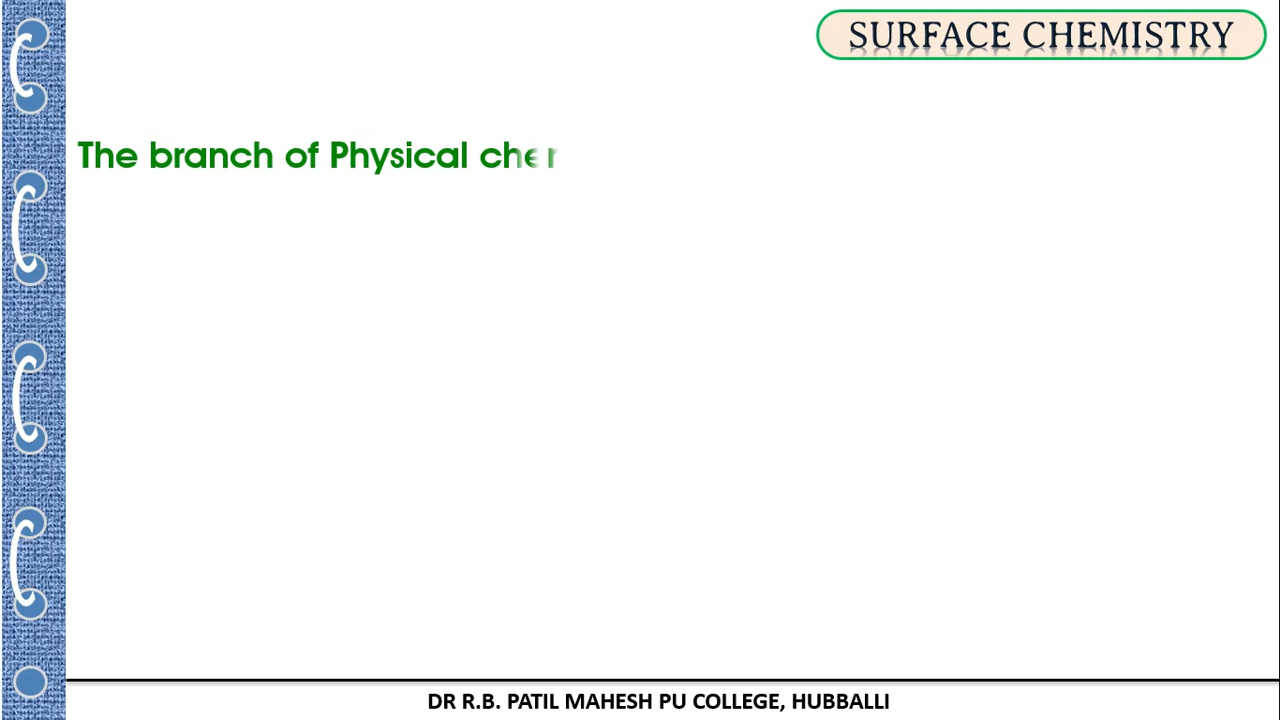 SURFACE CHEMISTRY
The branch of Physical
DR R.B. PATIL MAHESH PU COLLEGE, HUBBALLI